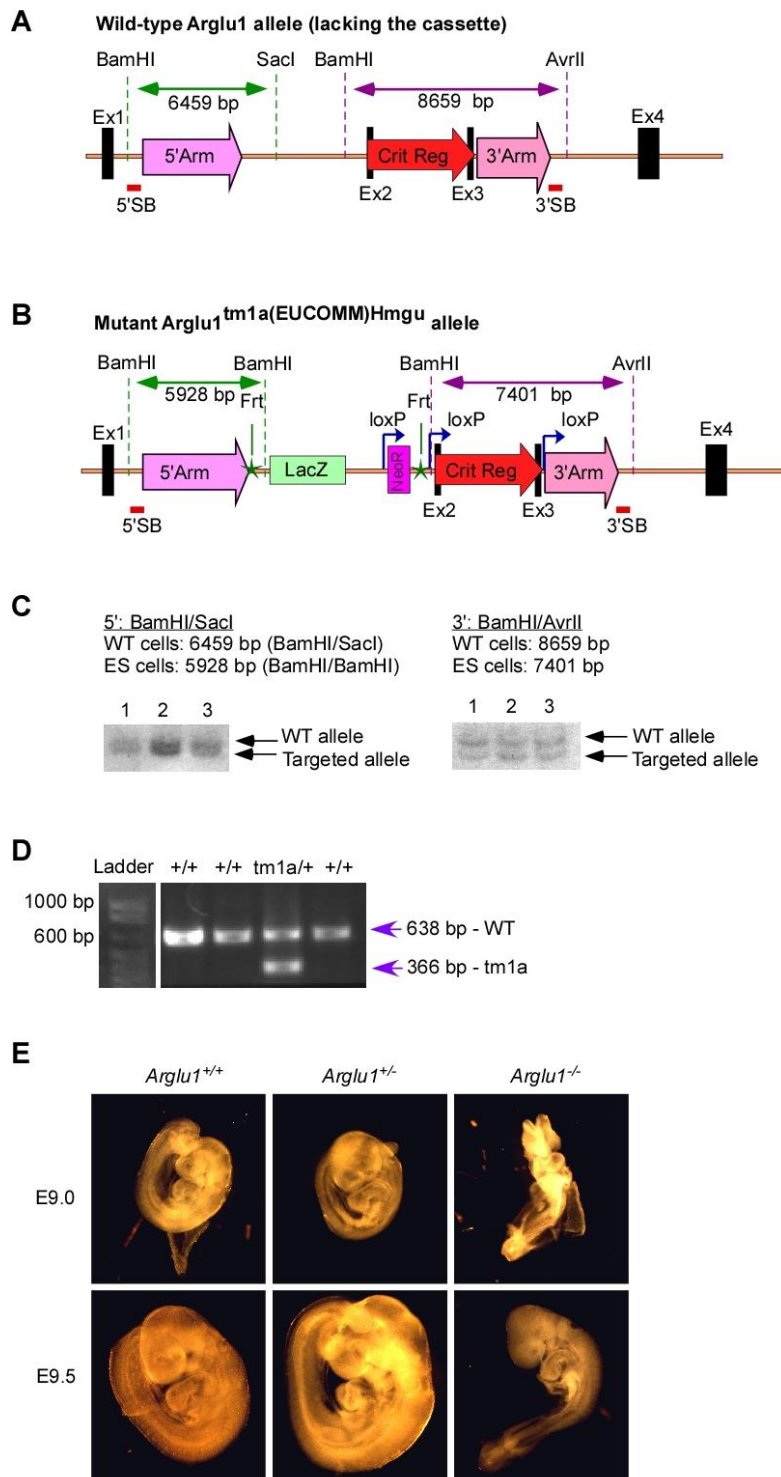 A
Wild-type Arglu1 allele (lacking the cassette)
BamHI SacI BamHI AvrII
6459 bp 8659 bp
Ex1 Ex4
5'Arm Crit Reg 3'Arm
Ex2 Ex3
5'SB 3'SB
B
Mutant Arglu1tm1a(EUCOMM)Hmgu allele
BamHI BamHI BamHI AvrII
5928 bp 7401 bp
Frt Frt
loxP loxP loxP
Ex1 Ex4
5'Arm LacZ NeoR Crit Reg 3'Arm
Ex2 Ex3
5'SB 3'SB
C
5': BamHI/SacI
WT cells: 6459 bp (BamHI/SacI)
ES cells: 5928 bp (BamHI/BamHI)
1 2 3
WT allele
Targeted allele
3': BamHI/AvrII
WT cells: 8659 bp
ES cells: 7401 bp
1 2 3
WT allele
Targeted allele
D
Ladder +/+ +/+ tm1a/+ +/+
1000 bp
600 bp
638 bp - WT
366 bp - tm1a
E
Arglu1+/+ Arglu1+/- Arglu1-/-
E9.0
E9.5